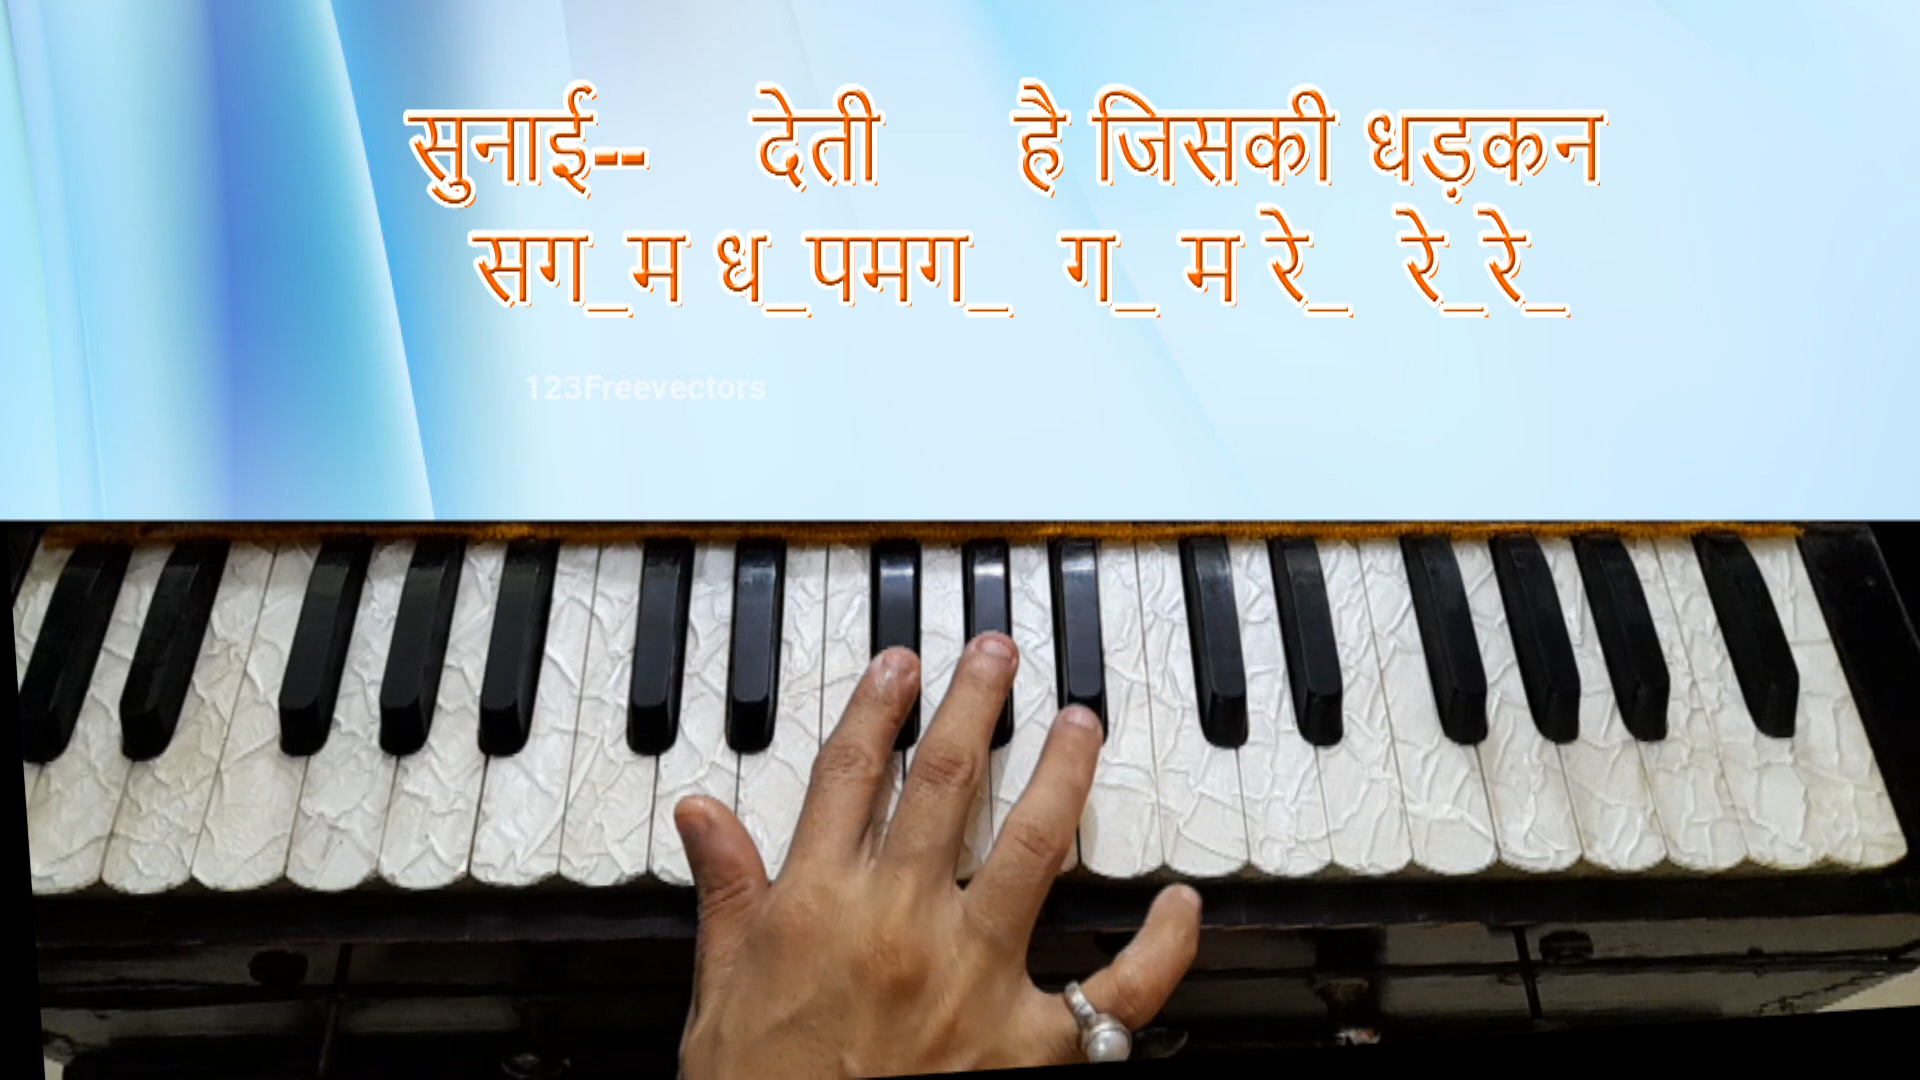 सुनाई-- देती है जिसकी धड़कन
सग_म ध_पमग_ ग_ म रे_ रे_रे_
123Freevectors